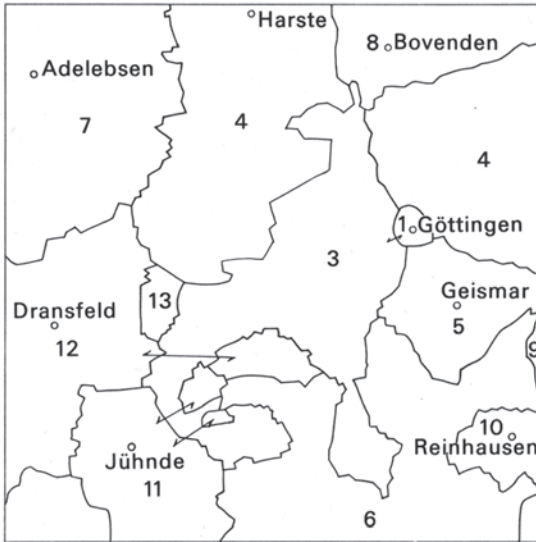 Harste
8 Bovenden
Adelebsen
7
4
4
1 Göttingen
3
13
Geismar
5
Dransfeld
12
9
10
Reinhausen
Jühnde
11
6